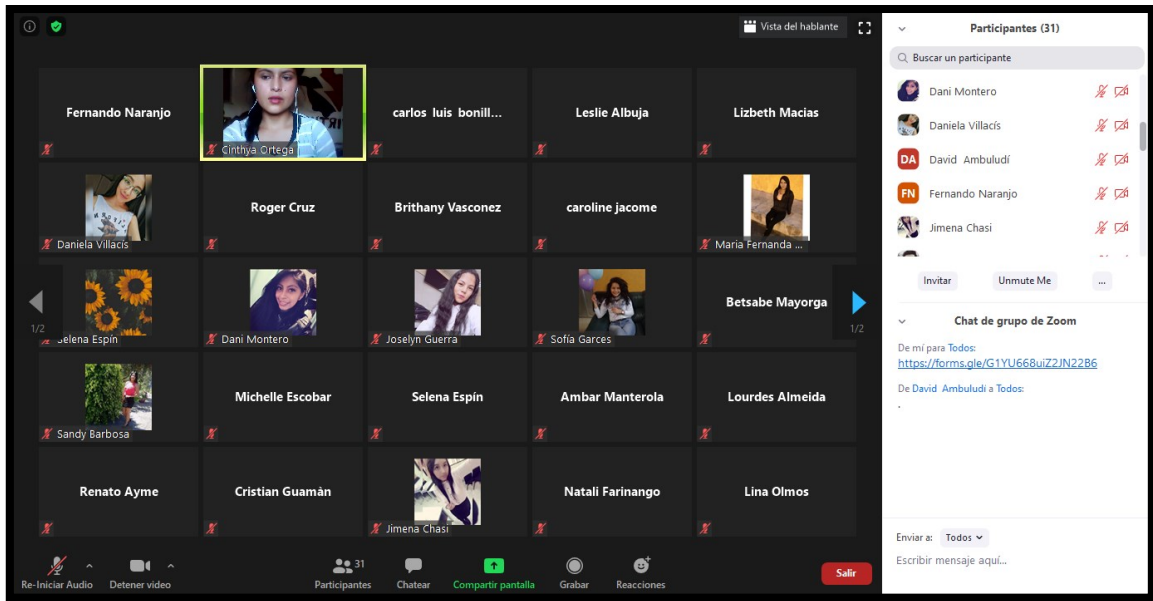 Vista del hablante
Fernando Naranjo
Cinthya Ortega
carlos luis bonill...
Leslie Albuja
Lizbeth Macias
Daniela Villacís
Roger Cruz
Brithany Vasconez
caroline jacome
Maria Fernanda ...
1/2
Selena Espín
Dani Montero
Joselyn Guerra
Sofía Garces
Betsabe Mayorga
1/2
Sandy Barbosa
Michelle Escobar
Selena Espín
Ambar Manterola
Lourdes Almeida
Renato Ayme
Cristian Guamàn
Jimena Chasi
Natali Farinango
Lina Olmos
Re-Iniciar Audio
Detener video
Participantes
31
Chatear
Compartir pantalla
Grabar
Reacciones
Salir
Participantes (31)
Buscar un participante
Dani Montero
Daniela Villacís
DA David Ambuludí
FN Fernando Naranjo
Jimena Chasi
Invitar
Unmute Me
...
Chat de grupo de Zoom
De mí para Todos:
https://forms.gle/G1YU668uiZ2JN22B6
De David Ambuludí a Todos:
.
Enviar a: Todos
Escribir mensaje aquí...